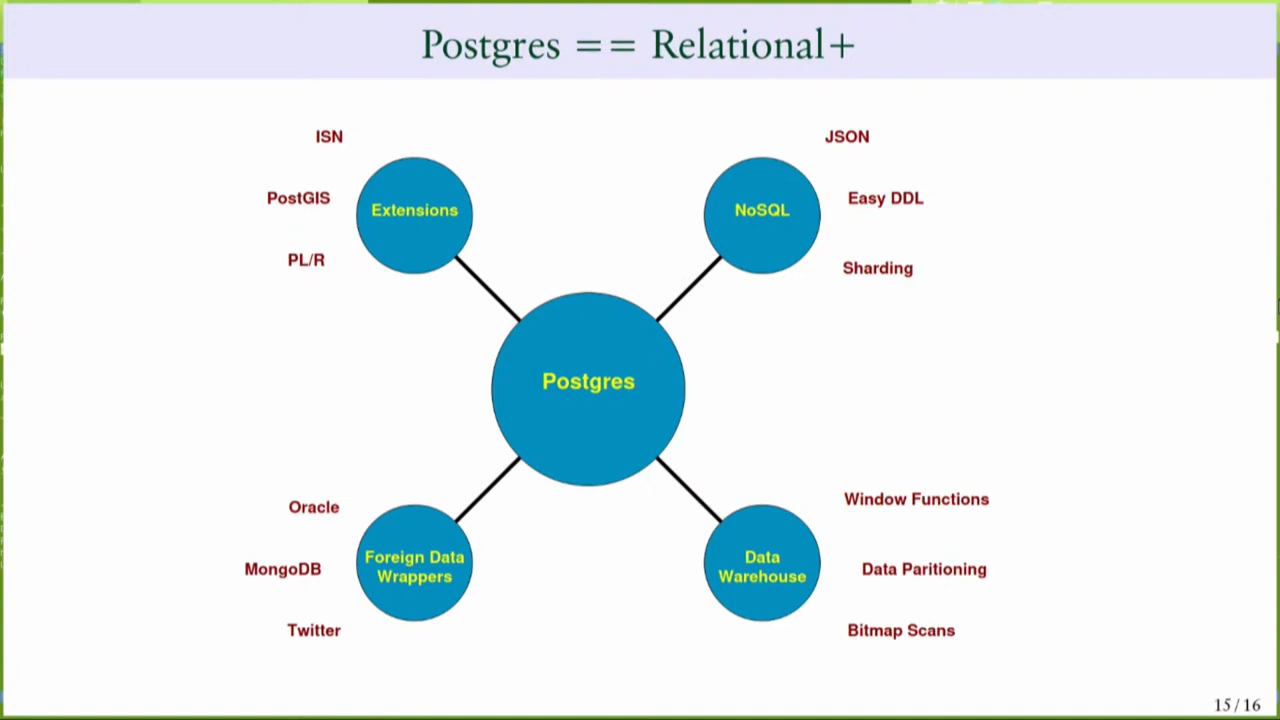 Postgres == Relational+
ISN
PostGIS
PL/R
Extensions
JSON
Easy DDL
Sharding
NoSQL
Postgres
Oracle
MongoDB
Twitter
Foreign Data
Wrappers
Window Functions
Data Paritioning
Bitmap Scans
Data
Warehouse
15/16